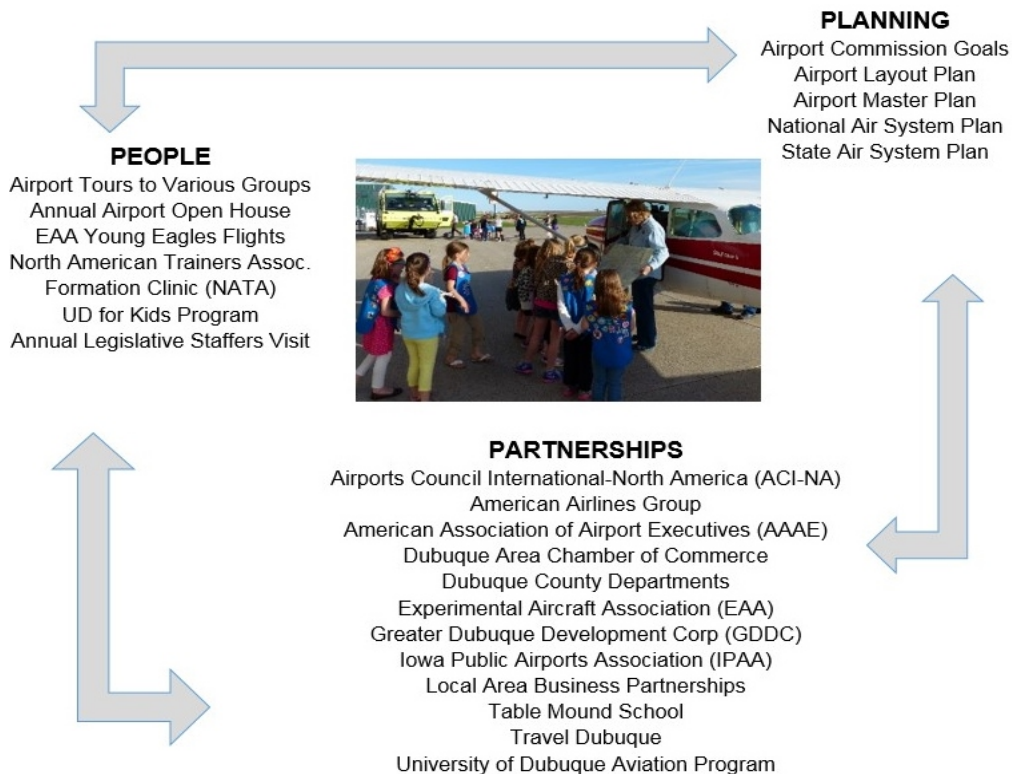 PLANNING
Airport Commission Goals
Airport Layout Plan
Airport Master Plan
National Air System Plan
State Air System Plan
PEOPLE
Airport Tours to Various Groups
Annual Airport Open House
EAA Young Eagles Flights
North American Trainers Assoc.
Formation Clinic (NATA)
UD for Kids Program
Annual Legislative Staffers Visit
PARTNERSHIPS
Airports Council International-North America (ACI-NA)
American Airlines Group
American Association of Airport Executives (AAAE)
Dubuque Area Chamber of Commerce
Dubuque County Departments
Experimental Aircraft Association (EAA)
Greater Dubuque Development Corp (GDDC)
Iowa Public Airports Association (IPAA)
Local Area Business Partnerships
Table Mound School
Travel Dubuque
University of Dubuque Aviation Program